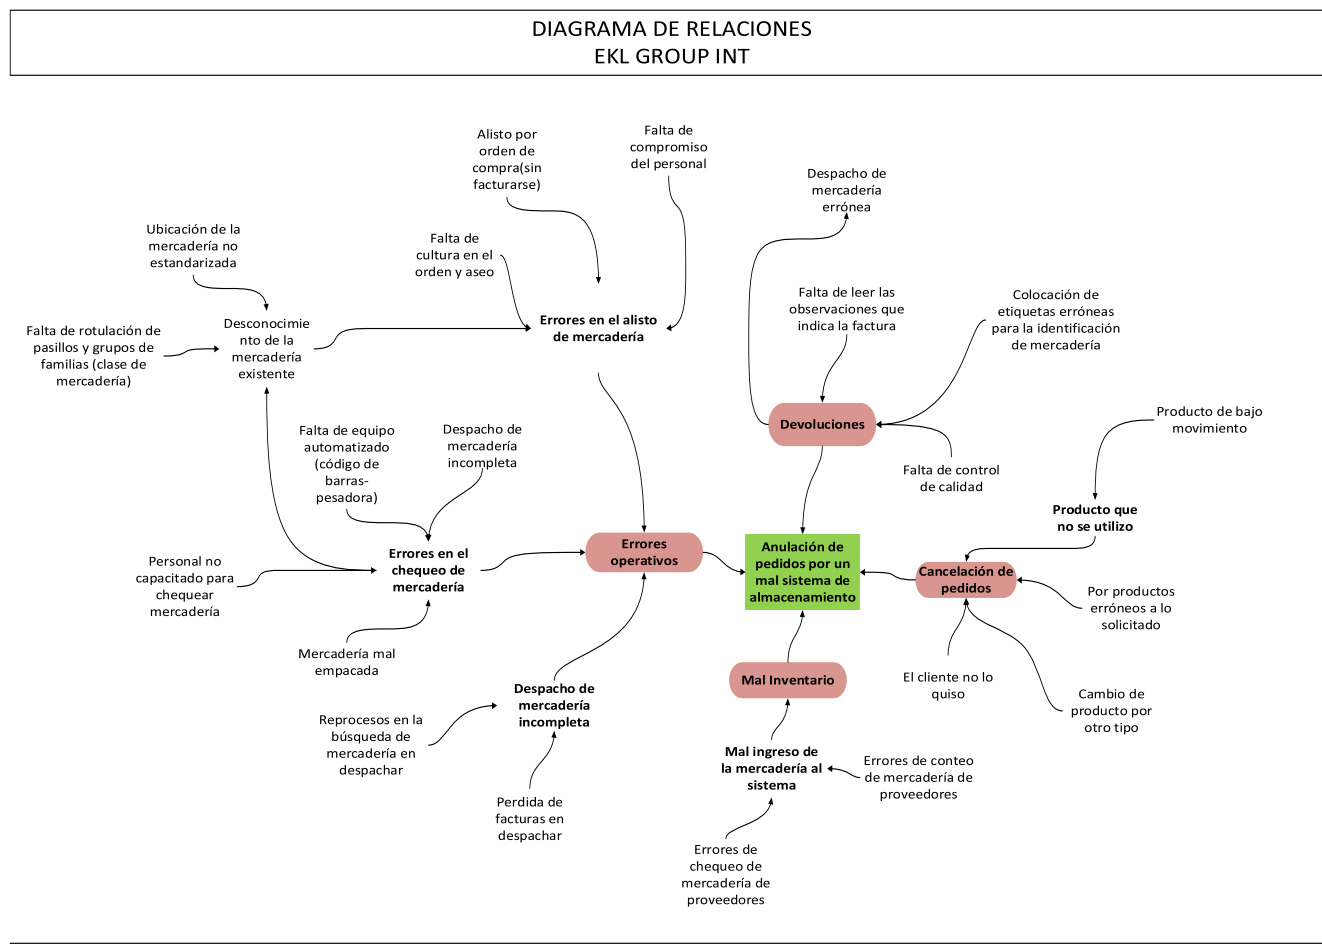 DIAGRAMA DE RELACIONES
EKL GROUP INT
Alisto por
orden de
compra(sin
facturarse)
Falta de
compromiso
del personal
Despacho de
mercadería
errónea
Ubicación de la
mercadería no
estandarizada
Falta de
cultura en el
orden y aseo
Falta de leer las
observaciones que
indica la factura
Colocación de
etiquetas erróneas
para la identificación
de mercadería
Falta de rotulación de
pasillos y grupos de
familias (clase de
mercadería)
Desconocimie
nto de la
mercadería
existente
Errores en el alisto
de mercadería
Devoluciones
Producto de bajo
movimiento
Falta de equipo
automatizado
(código de
barras-
pesadora)
Despacho de
mercadería
incompleta
Falta de control
de calidad
Producto que
no se utilizo
Personal no
capacitado para
chequear
mercadería
Errores en el
chequeo de
mercadería
Errores
operativos
Anulación de
pedidos por un
mal sistema de
almacenamiento
Cancelación de
pedidos
Por productos
erróneos a lo
solicitado
Mercadería mal
empacada
Mal Inventario
El cliente no lo
quiso
Cambio de
producto por
otro tipo
Despacho de
mercadería
incompleta
Reprocesos en la
búsqueda de
mercadería en
despachar
Mal ingreso de
la mercadería al
sistema
Errores de conteo
de mercadería de
proveedores
Perdida de
facturas en
despachar
Errores de
chequeo de
mercadería de
proveedores